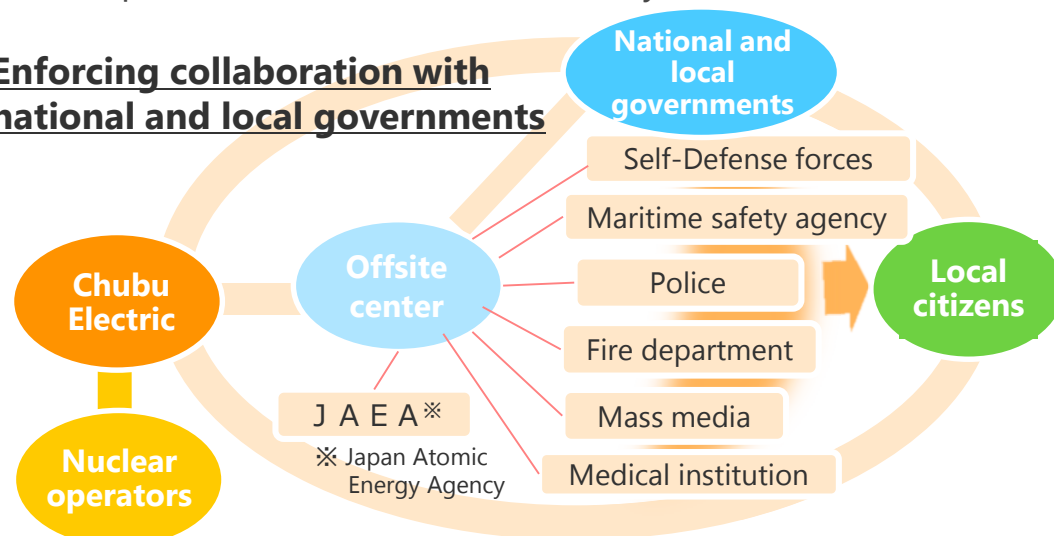 Enforcing collaboration with
national and local governments
National and
local
governments
Self-Defense forces
Maritime safety agency
Police
Fire department
Mass media
Medical institution
Offsite
center
Chubu
Electric
Nuclear
operators
Local
citizens
ＪＡＥＡ※
※ Japan Atomic
Energy Agency